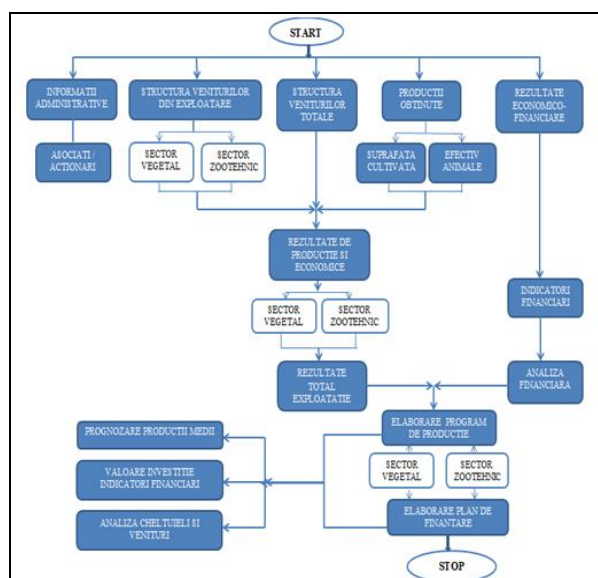 START
INFORMATII
ADMINISTRATIVE
STRUCTURA VENITURILOR
DIN EXPLOATARE
STRUCTURA
VENITURILOR
TOTALE
PRODUCTII
OBTINUTE
REZULTATE
ECONOMICO-
FINANCIARE
ASOCIATI /
ACTIONARI
SECTOR
VEGETAL
SECTOR
ZOOTEHNIC
SUPRAFATA
CULTIVATA
EFECTIV
ANIMALE
REZULTATE DE
PRODUCTIE SI
ECONOMICE
SECTOR
VEGETAL
SECTOR
ZOOTEHNIC
INDICATORI
FINANCIARI
REZULTATE
TOTAL
EXPLOATATIE
ANALIZA
FINANCIARA
PROGNOZARE PRODUCTII MEDII
ELABORARE PROGRAM
DE PRODUCTIE
VALOARE INVESTITIE
INDICATORI FINANCIARI
SECTOR
VEGETAL
SECTOR
ZOOTEHNIC
ANALIZA CHELTUIELI SI
VENITURI
ELABORARE PLAN DE
FINANTARE
STOP